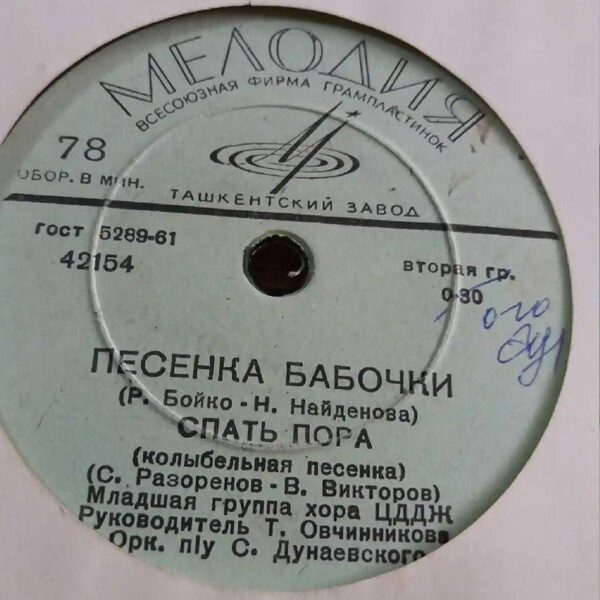 МЕЛОДИЯ
ВСЕСОЮЗНАЯ ФИРМА ГРАМПЛАСТИНОК
78
ОБОР. В МИН.
ТАШКЕНТСКИЙ ЗАВОД
ГОСТ 5289-61
42154
вторая гр.
0-80
ПЕСЕНКА БАБОЧКИ
(Р. Бойко - Н. Найденова)
СПАТЬ ПОРА
(колыбельная песенка)
(С. Разоренов - В. Викторов)
Младшая группа хора ЦДДЖ
Руководитель Т. Овчинникова
Орк. п/у С. Дунаевского